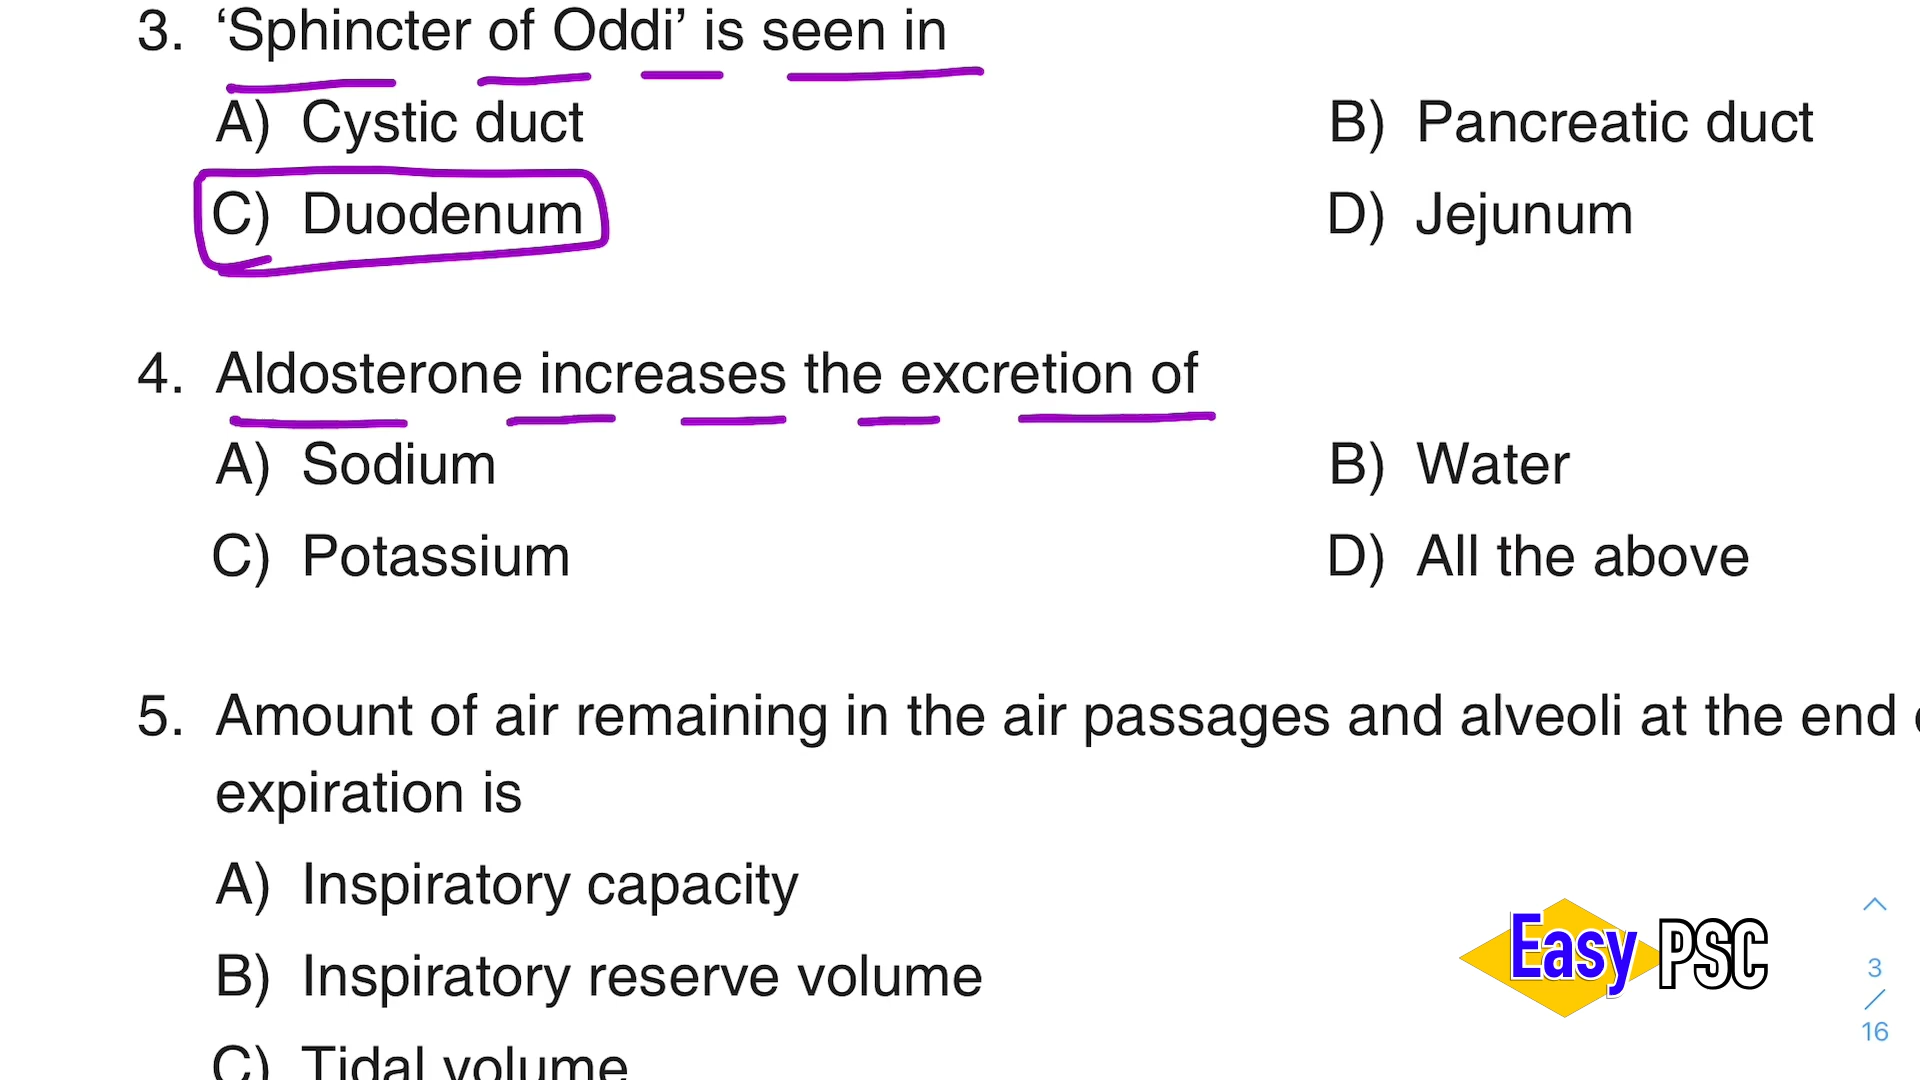 3. ‘Sphincter of Oddi’ is seen in
A) Cystic duct B) Pancreatic duct
C) Duodenum D) Jejunum
4. Aldosterone increases the excretion of
A) Sodium B) Water
C) Potassium D) All the above
5. Amount of air remaining in the air passages and alveoli at the end
expiration is
A) Inspiratory capacity
B) Inspiratory reserve volume
C) Tidal volume
Easy PSC
3
/
16